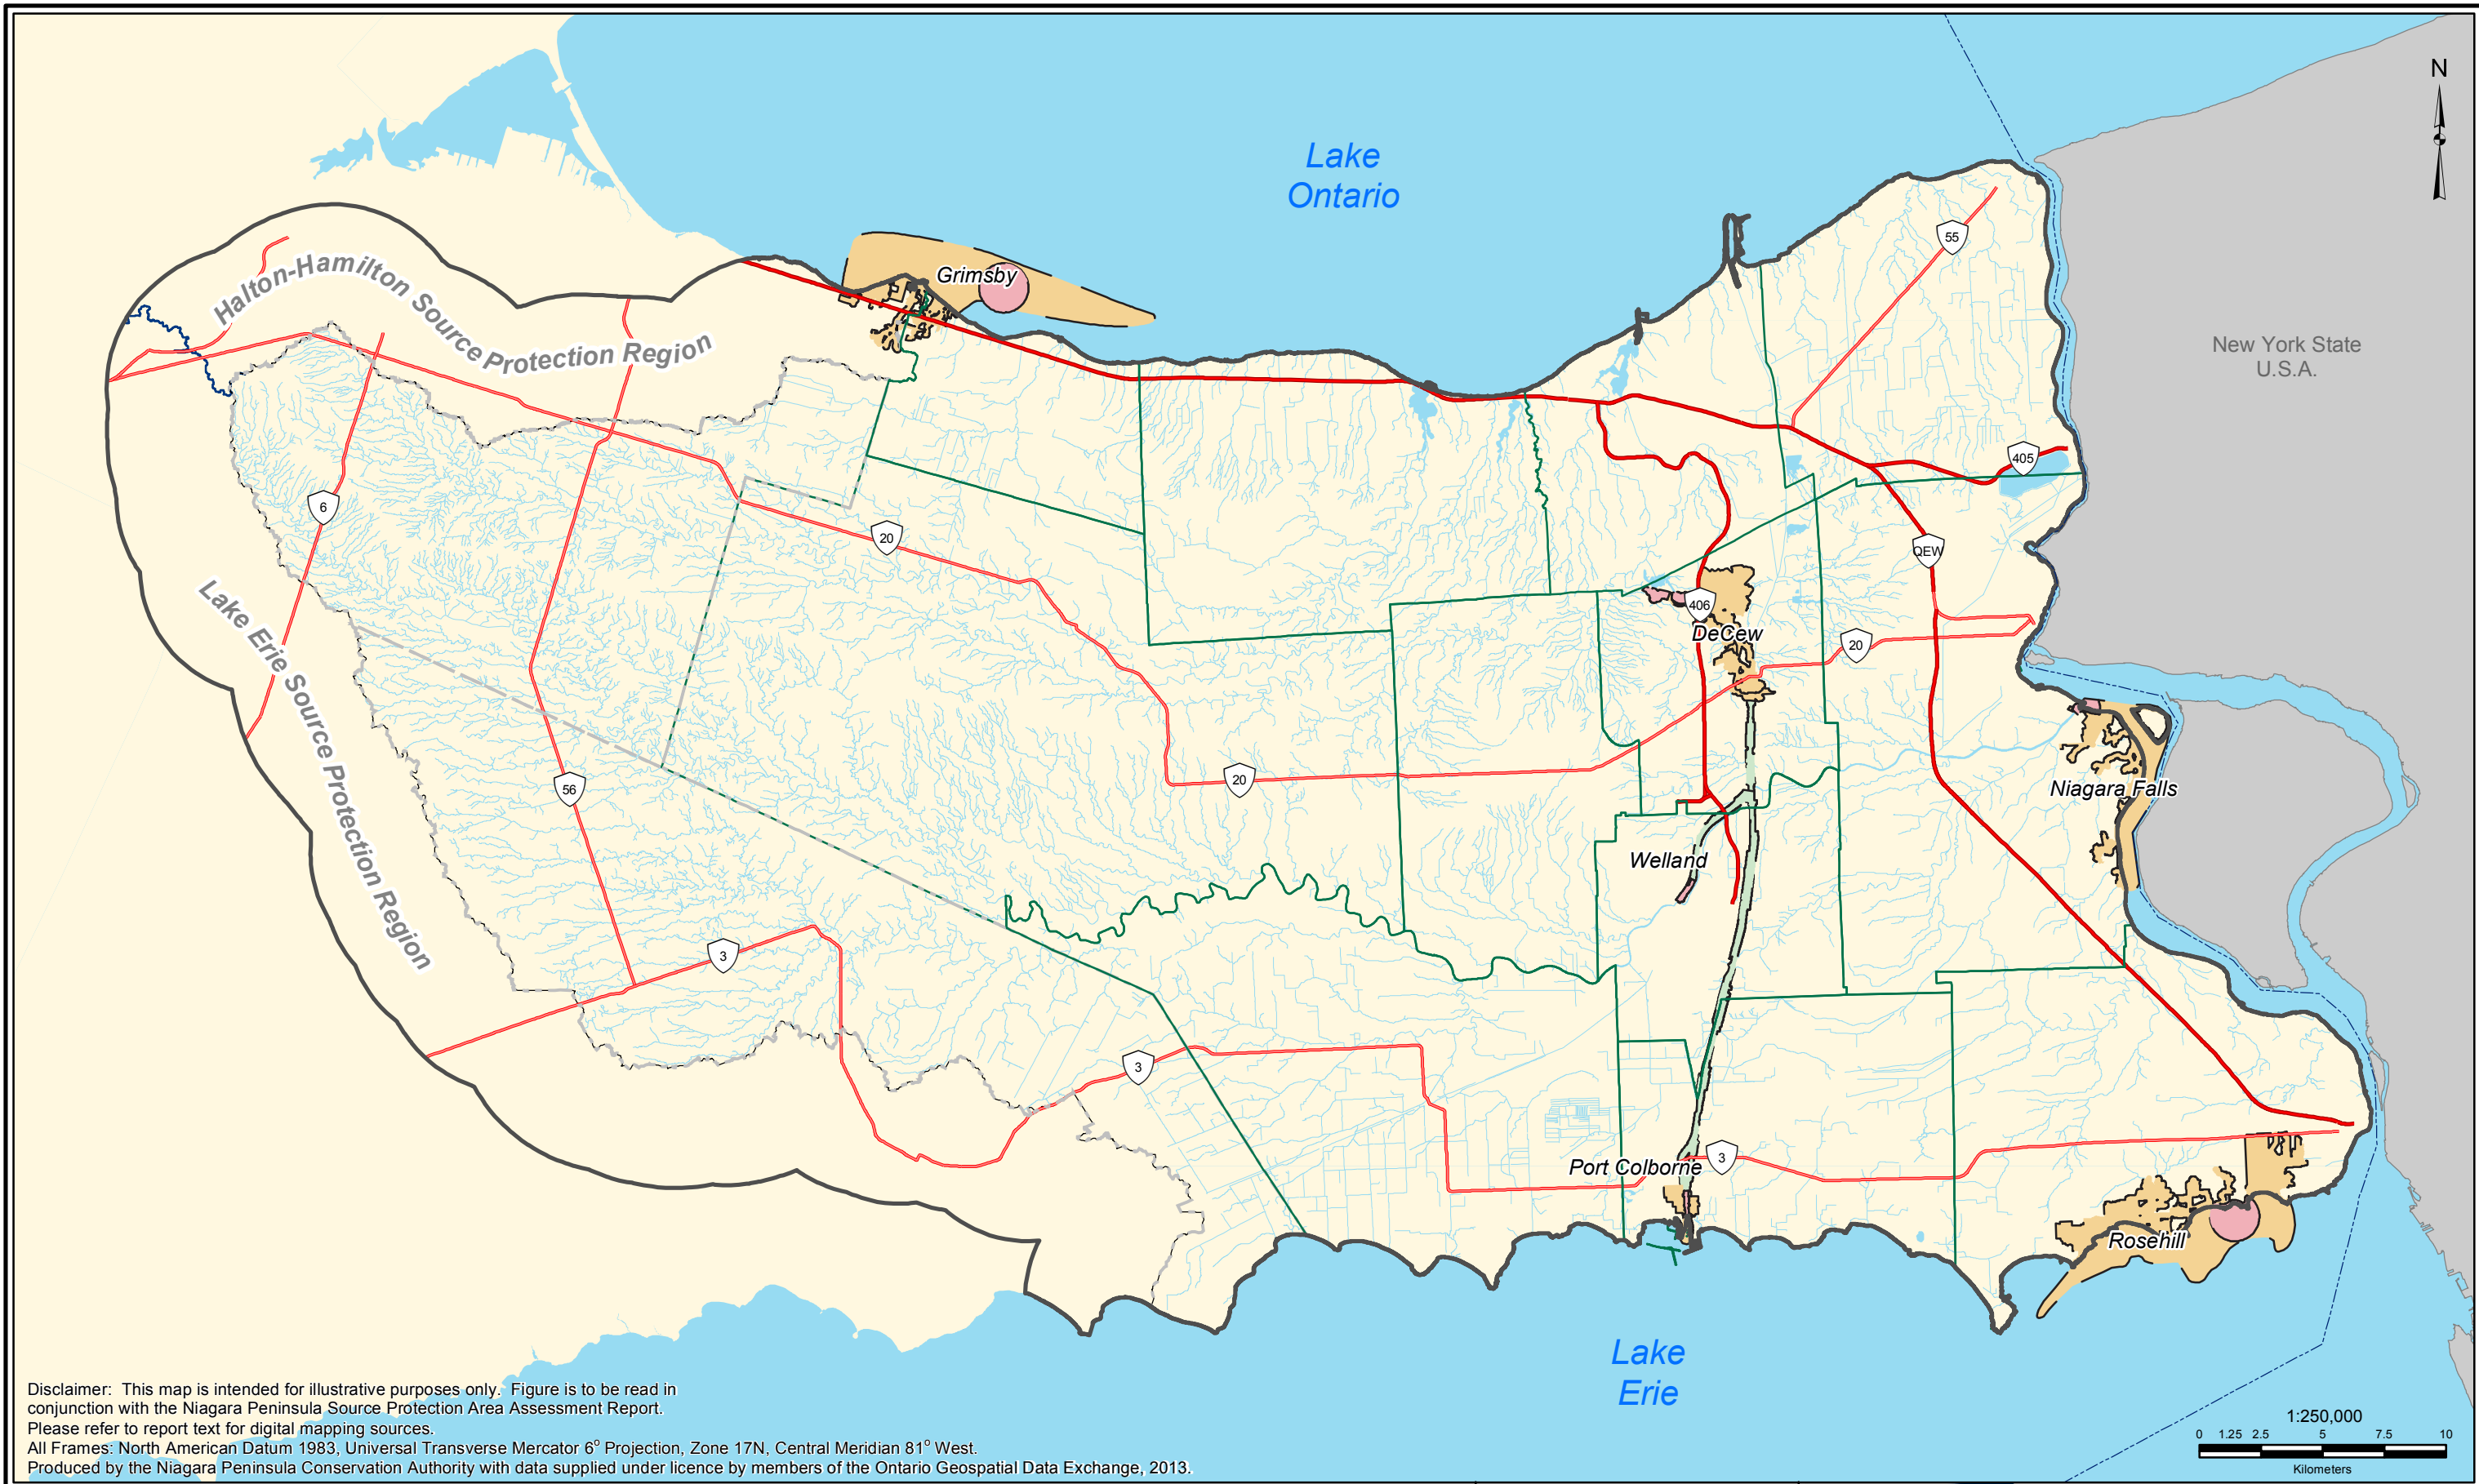 N
Lake
Ontario
55
Grimsby
Halton-Hamilton Source Protection Region
New York State
U.S.A.
405
6
20
QEW
406
DeCew
20
Lake Erie Source Protection Region
20
56
Niagara Falls
Welland
3
3
Port Colborne
3
Rosehill
Lake
Erie
Disclaimer: This map is intended for illustrative purposes only. Figure is to be read in
conjunction with the Niagara Peninsula Source Protection Area Assessment Report.
Please refer to report text for digital mapping sources.
All Frames: North American Datum 1983, Universal Transverse Mercator 6° Projection, Zone 17N, Central Meridian 81° West.
Produced by the Niagara Peninsula Conservation Authority with data supplied under licence by members of the Ontario Geospatial Data Exchange, 2013.
1:250,000
0 1.25 2.5 5 7.5 10
Kilometers